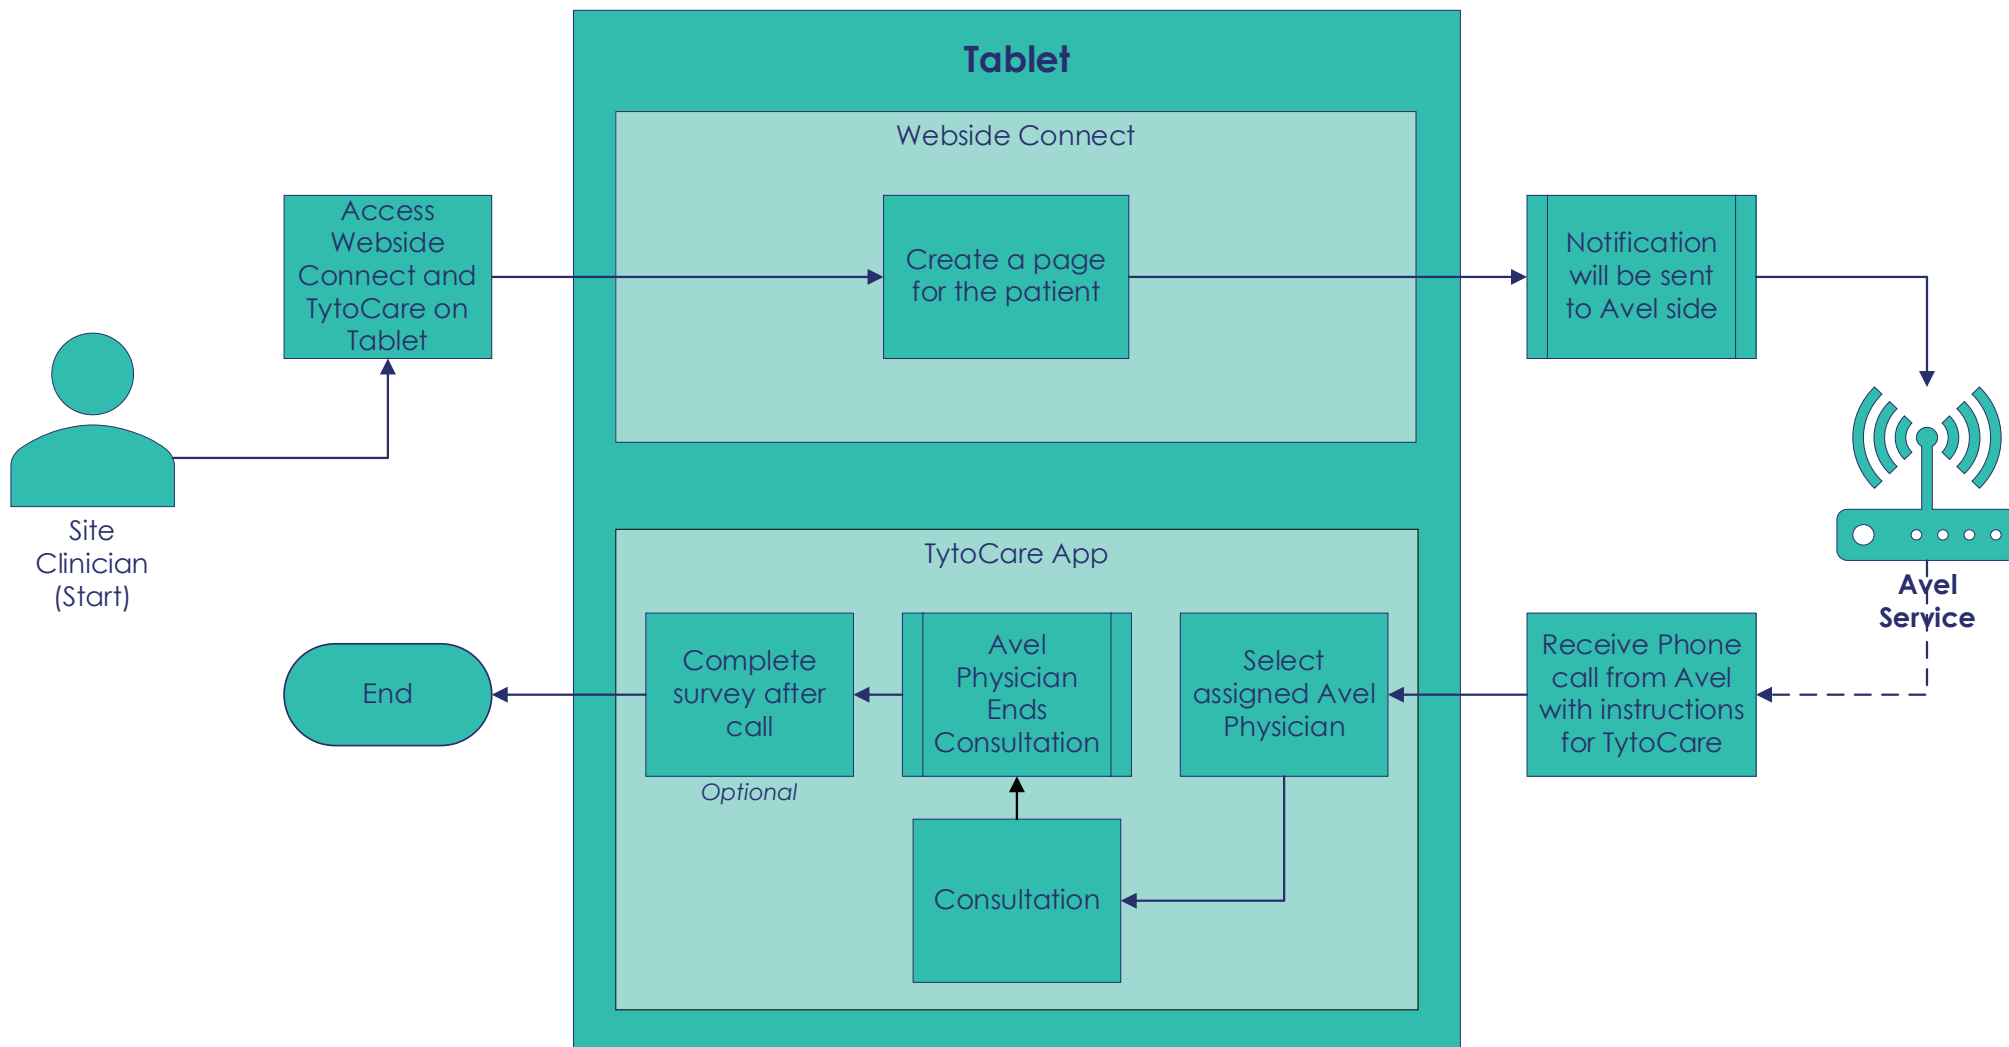 Tablet
Webside Connect
Access
Webside
Connect and
TytoCare on
Tablet
Create a page
for the patient
Notification
will be sent
to Avel side
Site
Clinician
(Start)
Avel
Service
TytoCare App
End
Complete
survey after
call
Optional
Avel
Physician
Ends
Consultation
Select
assigned Avel
Physician
Receive Phone
call from Avel
with instructions
for TytoCare
Consultation